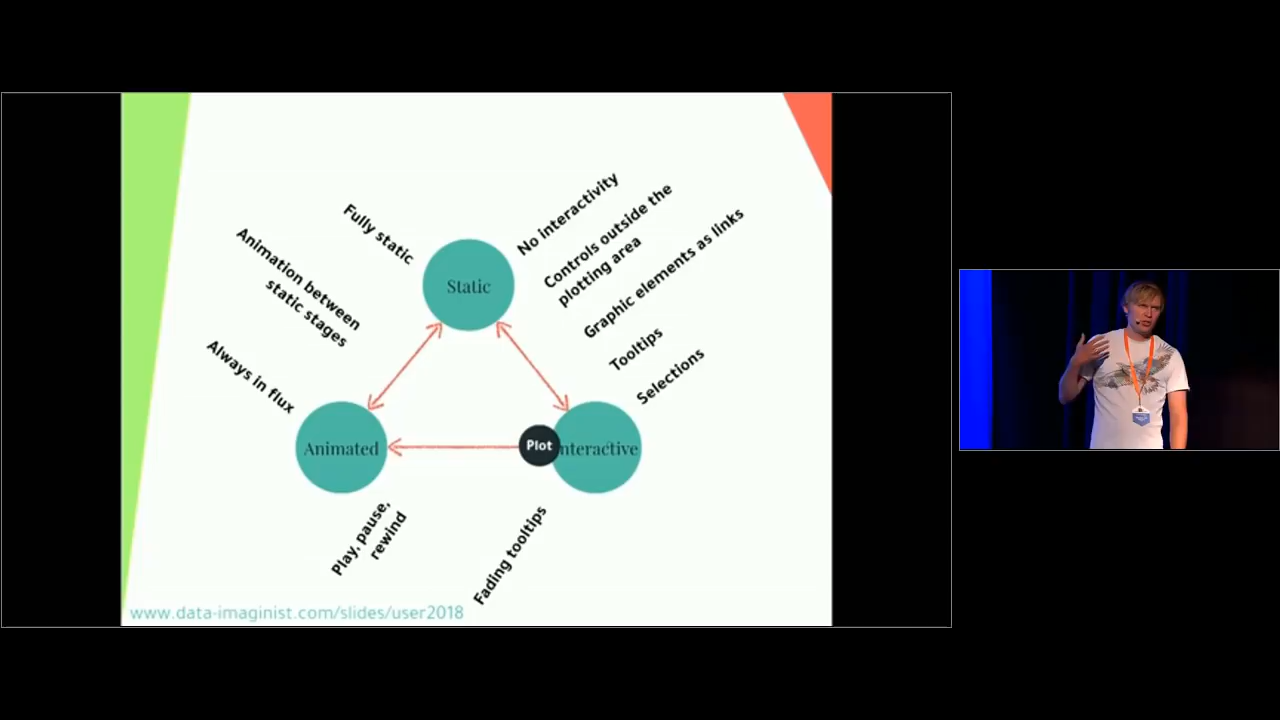 No interactivity
Fully static
Controls outside the
plotting area
Graphic elements as links
Animation between
static stages
Static
Tooltips
Selections
Always in flux
Animated
Plot
nteractive
Play, pause,
rewind
Fading tooltips
www.data-imaginist.com/slides/user2018